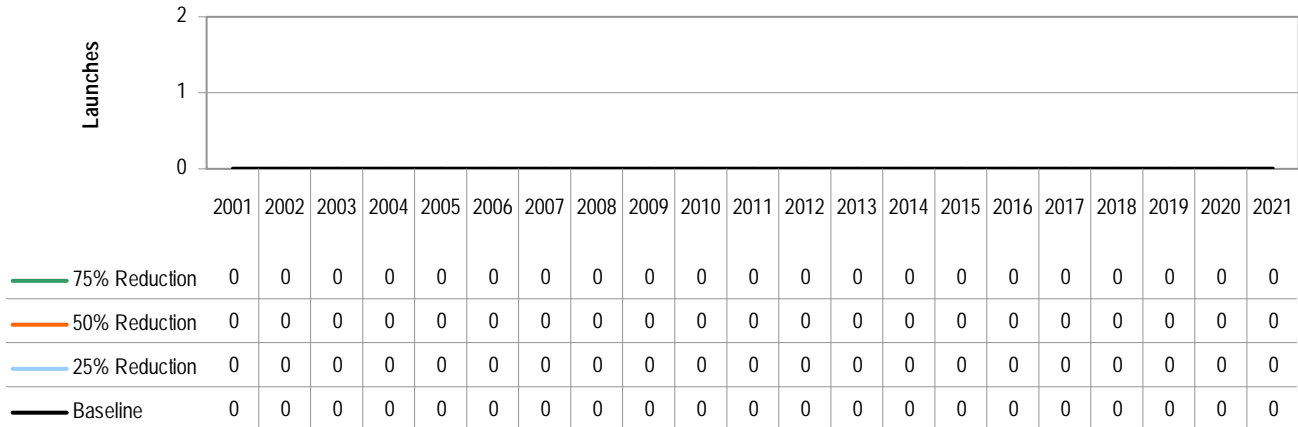 2
Launches
1
0
2001 2002 2003 2004 2005 2006 2007 2008 2009 2010 2011 2012 2013 2014 2015 2016 2017 2018 2019 2020 2021
75% Reduction 0 0 0 0 0 0 0 0 0 0 0 0 0 0 0 0 0 0 0 0 0
50% Reduction 0 0 0 0 0 0 0 0 0 0 0 0 0 0 0 0 0 0 0 0 0
25% Reduction 0 0 0 0 0 0 0 0 0 0 0 0 0 0 0 0 0 0 0 0 0
Baseline 0 0 0 0 0 0 0 0 0 0 0 0 0 0 0 0 0 0 0 0 0